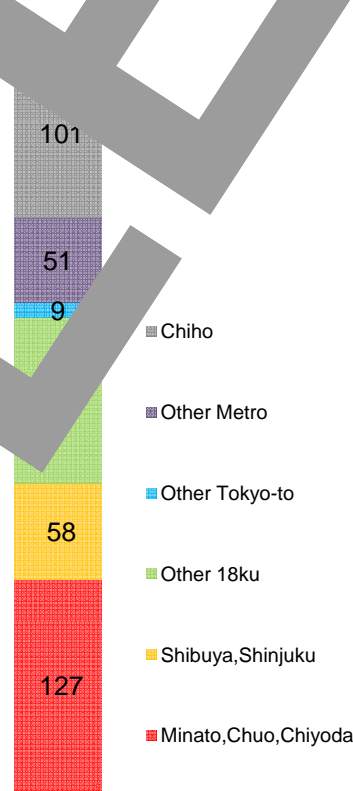 101
51
9
58
127
Chiho
Other Metro
Other Tokyo-to
Other 18ku
Shibuya,Shinjuku
Minato,Chuo,Chiyoda